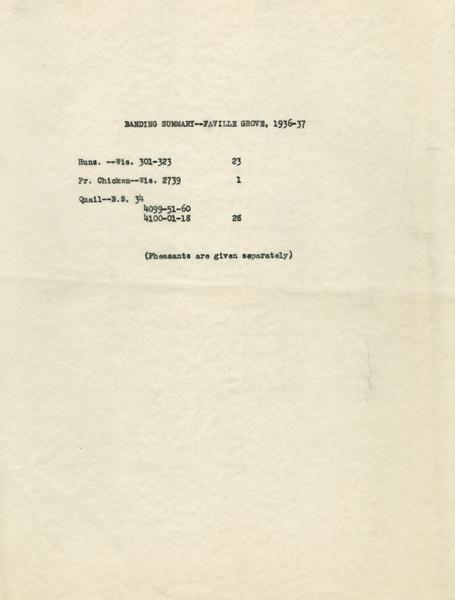 BANDING SUMMARY--FAVILLE GROVE, 1936-37
Huns. --Wis. 301-323 23
Pr. Chicken--Wis. 2739 1
Quail--B.S. 34
4099-51-60
4100-01-18 28
(Pheasants are given separately)